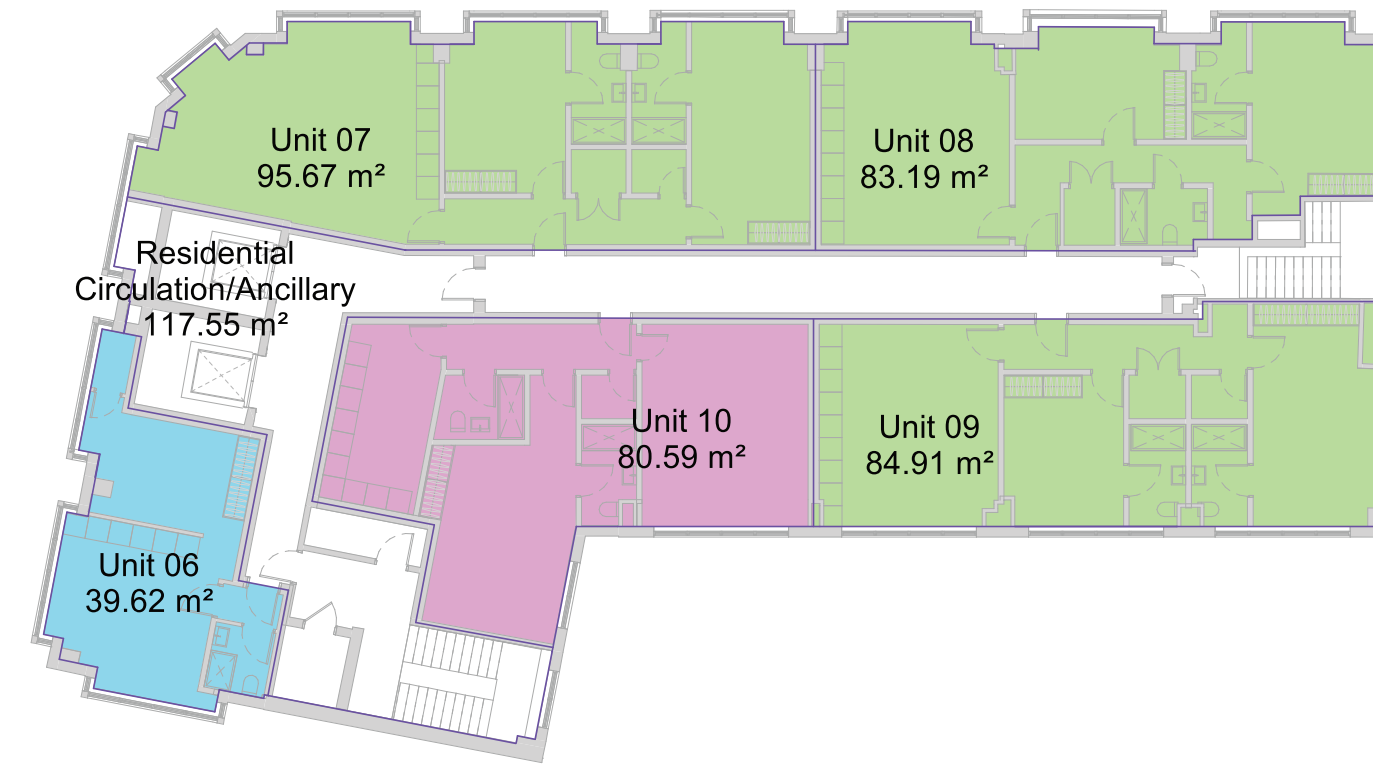 Unit 07
95.67 m²
Unit 08
83.19 m²
Residential
Circulation/Ancillary
117.55 m²
Unit 10
80.59 m²
Unit 09
84.91 m²
Unit 06
39.62 m²